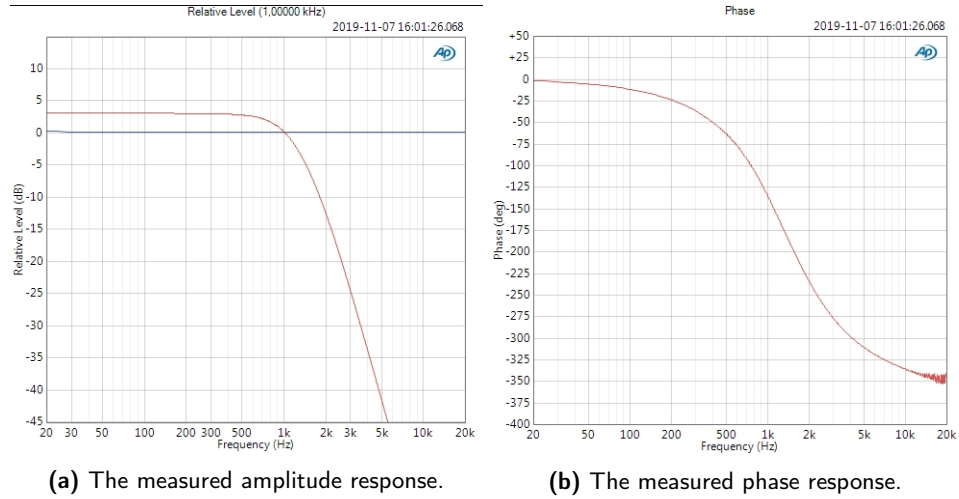 Relative Level (1,00000 kHz)
2019-11-07 16:01:26.068
AP
Relative Level (dB)
10
5
0
-5
-10
-15
-20
-25
-30
-35
-40
-45
20 30 50 100 200 300 500 1k 2k 3k 5k 10k 20k
Frequency (Hz)
(a) The measured amplitude response.
Phase
2019-11-07 16:01:26.068
AP
Phase (deg)
+50
+25
0
-25
-50
-75
-100
-125
-150
-175
-200
-225
-250
-275
-300
-325
-350
-375
-400
20 50 100 200 500 1k 2k 5k 10k 20k
Frequency (Hz)
(b) The measured phase response.